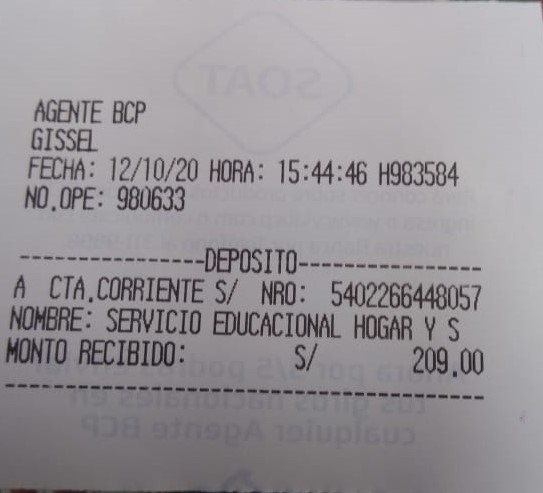 AGENTE BCP
GISSEL
FECHA: 12/10/20 HORA: 15:44:46 H983584
NO.OPE: 980633
----------------DEPOSITO----------------
A CTA.CORRIENTE S/ NRO: 5402266448057
NOMBRE: SERVICIO EDUCACIONAL HOGAR Y S
MONTO RECIBIDO: S/ 209.00
----------------------------------------